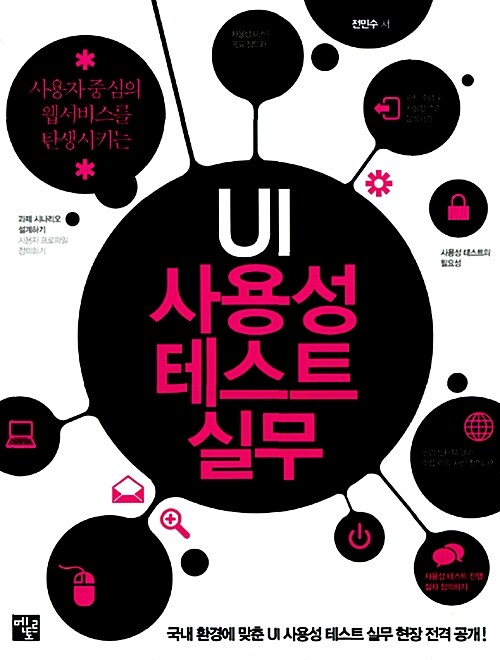 전민수 서
사용자 중심의
웹서비스를
탄생시키는
과제 시나리오
설계하기
사용자 프로파일
정의하기
사용성 테스트의
필요성
UI
사용성
테스트
실무
사용성 테스트 진행
절차 정의하기
멘토르
국내 환경에 맞춘 UI 사용성 테스트 실무 현장 전격 공개!